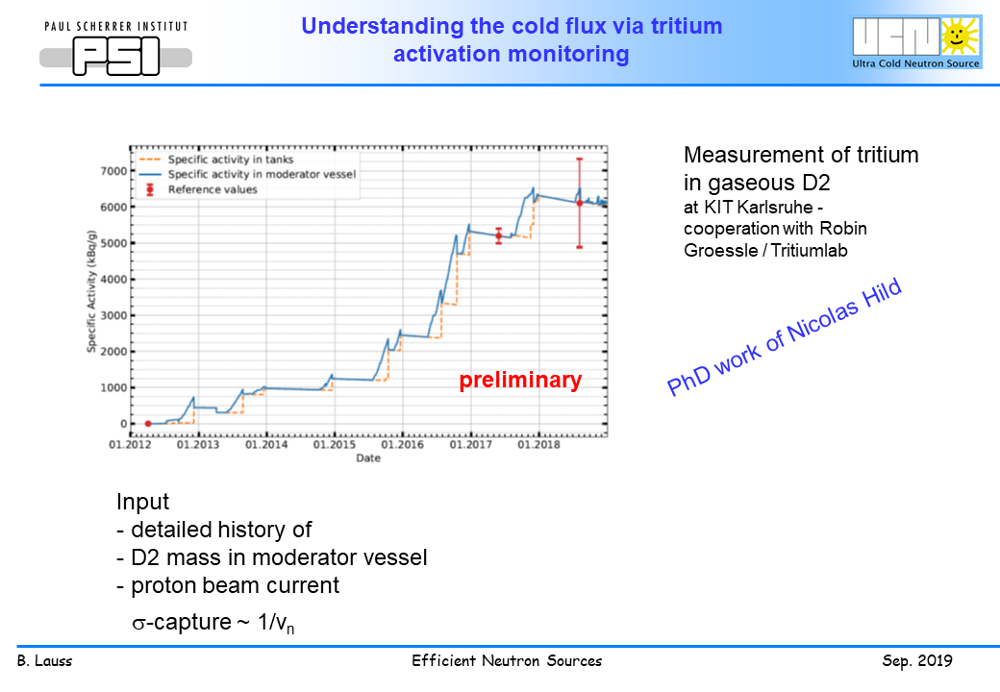 PAUL SCHERRER INSTITUT
PSI
Understanding the cold flux via tritium
activation monitoring
UCN
Ultra Cold Neutron Source
Specific activity in tanks
Specific activity in moderator vessel
Reference values
7000
6000
5000
4000
3000
2000
1000
0
Specific Activity (kBq/g)
preliminary
01.2012 01.2013 01.2014 01.2015 01.2016 01.2017 01.2018
Date
Measurement of tritium
in gaseous D2
at KIT Karlsruhe -
cooperation with Robin
Groessle / Tritiumlab
PhD work of Nicolas Hild
Input
- detailed history of
- D2 mass in moderator vessel
- proton beam current
σ-capture ~ 1/vn
B. Lauss Efficient Neutron Sources Sep. 2019